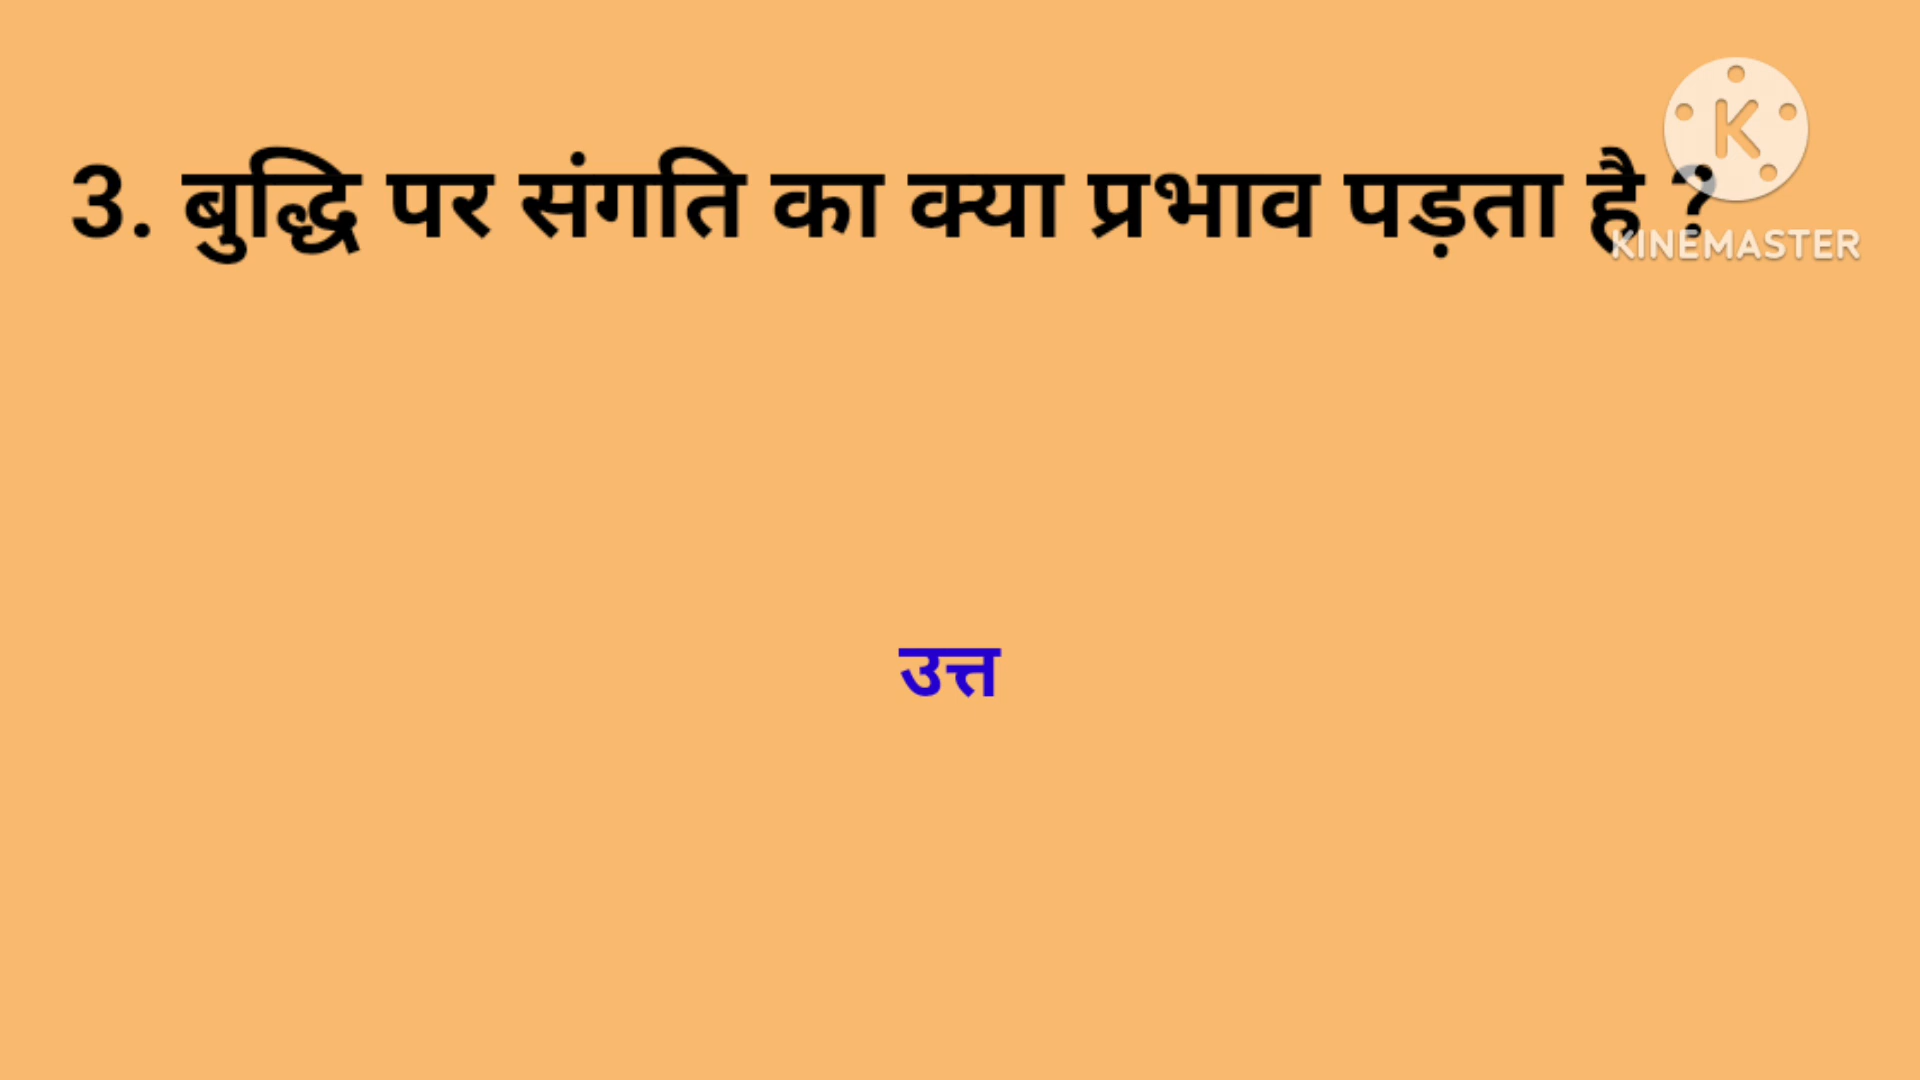 3. बुद्धि पर संगति का क्या प्रभाव पड़ता है ?
K
KINEMASTER
उत्त